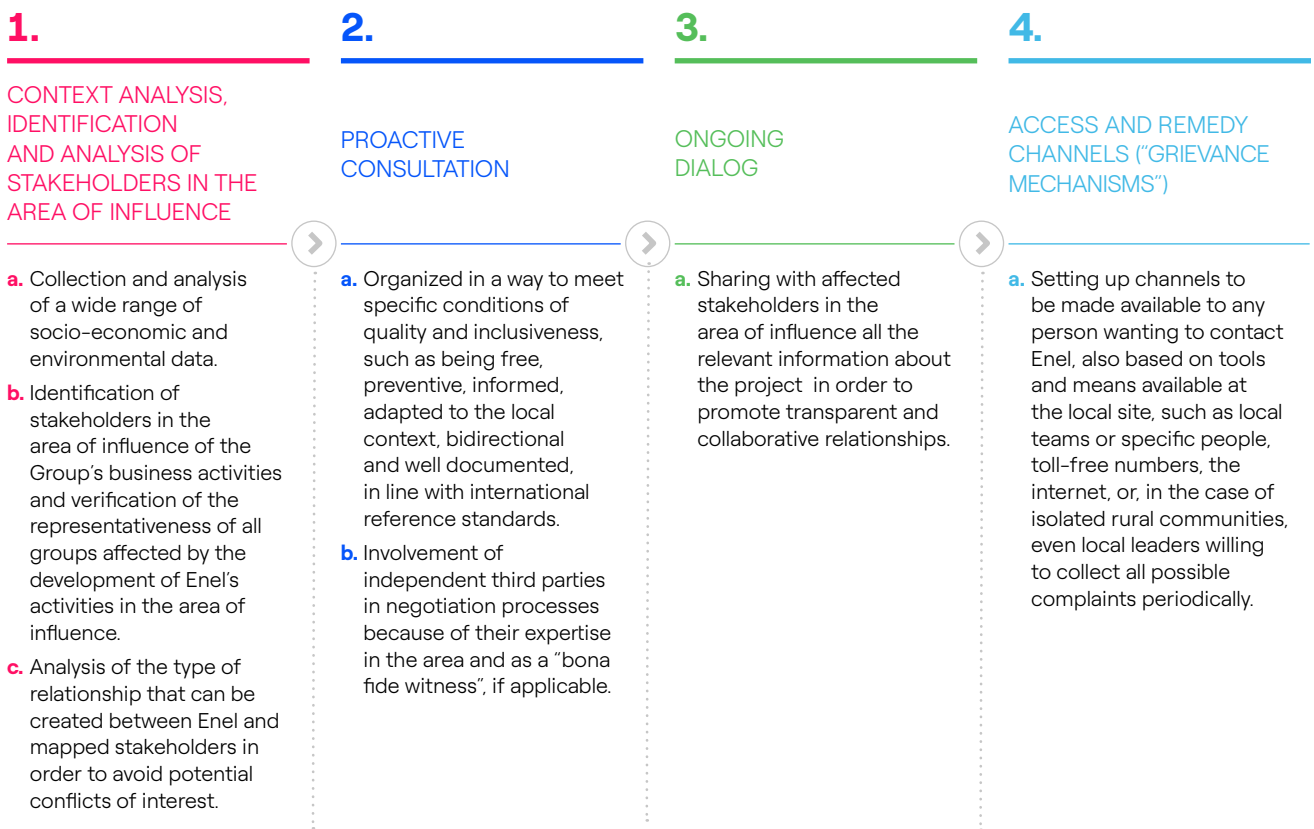 1.
CONTEXT ANALYSIS,
IDENTIFICATION
AND ANALYSIS OF
STAKEHOLDERS IN THE
AREA OF INFLUENCE
a. Collection and analysis
of a wide range of
socio-economic and
environmental data.
b. Identification of
stakeholders in the
area of influence of the
Group’s business activities
and verification of the
representativeness of all
groups affected by the
development of Enel’s
activities in the area of
influence.
c. Analysis of the type of
relationship that can be
created between Enel and
mapped stakeholders in
order to avoid potential
conflicts of interest.
2.
PROACTIVE
CONSULTATION
a. Organized in a way to meet
specific conditions of
quality and inclusiveness,
such as being free,
preventive, informed,
adapted to the local
context, bidirectional
and well documented,
in line with international
reference standards.
b. Involvement of
independent third parties
in negotiation processes
because of their expertise
in the area and as a “bona
fide witness”, if applicable.
3.
ONGOING
DIALOG
a. Sharing with affected
stakeholders in the
area of influence all the
relevant information about
the project in order to
promote transparent and
collaborative relationships.
4.
ACCESS AND REMEDY
CHANNELS (“GRIEVANCE
MECHANISMS”)
a. Setting up channels to
be made available to any
person wanting to contact
Enel, also based on tools
and means available at
the local site, such as local
teams or specific people,
toll-free numbers, the
internet, or, in the case of
isolated rural communities,
even local leaders willing
to collect all possible
complaints periodically.